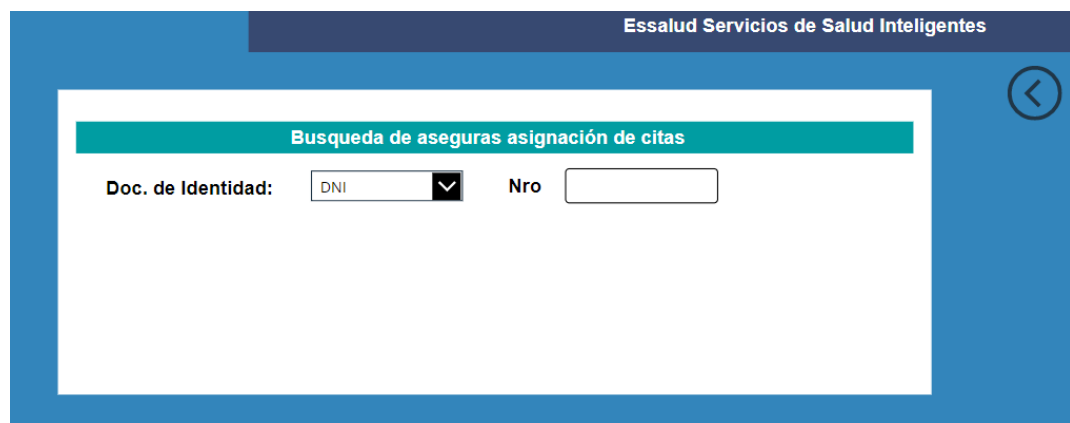 Essalud Servicios de Salud Inteligentes
Busqueda de aseguras asignación de citas
Doc. de Identidad: DNI Nro